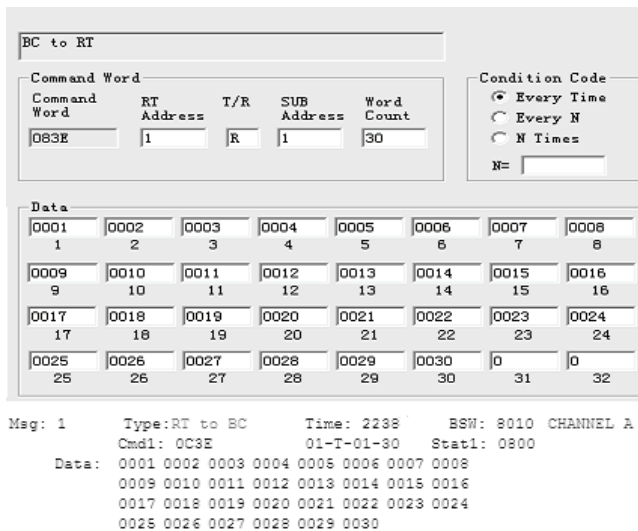 BC to RT
Command Word
Condition Code
Command Word
RT Address
T/R
SUB Address
Word Count
083E 1 R 1 30
Every Time
Every N
N Times
N=
Data
0001 0002 0003 0004 0005 0006 0007 0008
1 2 3 4 5 6 7 8
0009 0010 0011 0012 0013 0014 0015 0016
9 10 11 12 13 14 15 16
0017 0018 0019 0020 0021 0022 0023 0024
17 18 19 20 21 22 23 24
0025 0026 0027 0028 0029 0030 0 0
25 26 27 28 29 30 31 32
Msg: 1 Type:RT to BC Time: 2238 BSW: 8010 CHANNEL A
Cmd1: 0C3E 01-T-01-30 Stat1: 0800
Data: 0001 0002 0003 0004 0005 0006 0007 0008
0009 0010 0011 0012 0013 0014 0015 0016
0017 0018 0019 0020 0021 0022 0023 0024
0025 0026 0027 0028 0029 0030